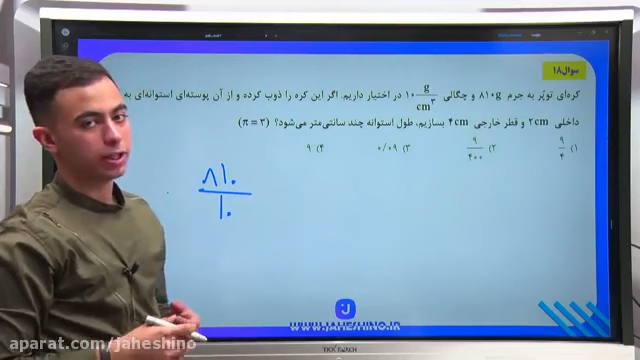 سوال ۱۸
کره‌ای توپُر به جرم ۸۱۰g و چگالی ۱۰ g/cm³ در اختیار داریم. اگر این کره را ذوب کرده و از آن پوسته‌ای استوانه‌ای به
داخلی ۲cm و قطر خارجی ۴cm بسازیم، طول استوانه چند سانتی‌متر می‌شود؟ (π = ۳)
۱) ۹/۴ ۲) ۹/۴۰۰ ۳) ۰/۰۹ ۴) ۹
۸۱۰
۱۰
WWW.JAHESHINO.IR
aparat.com/jaheshino